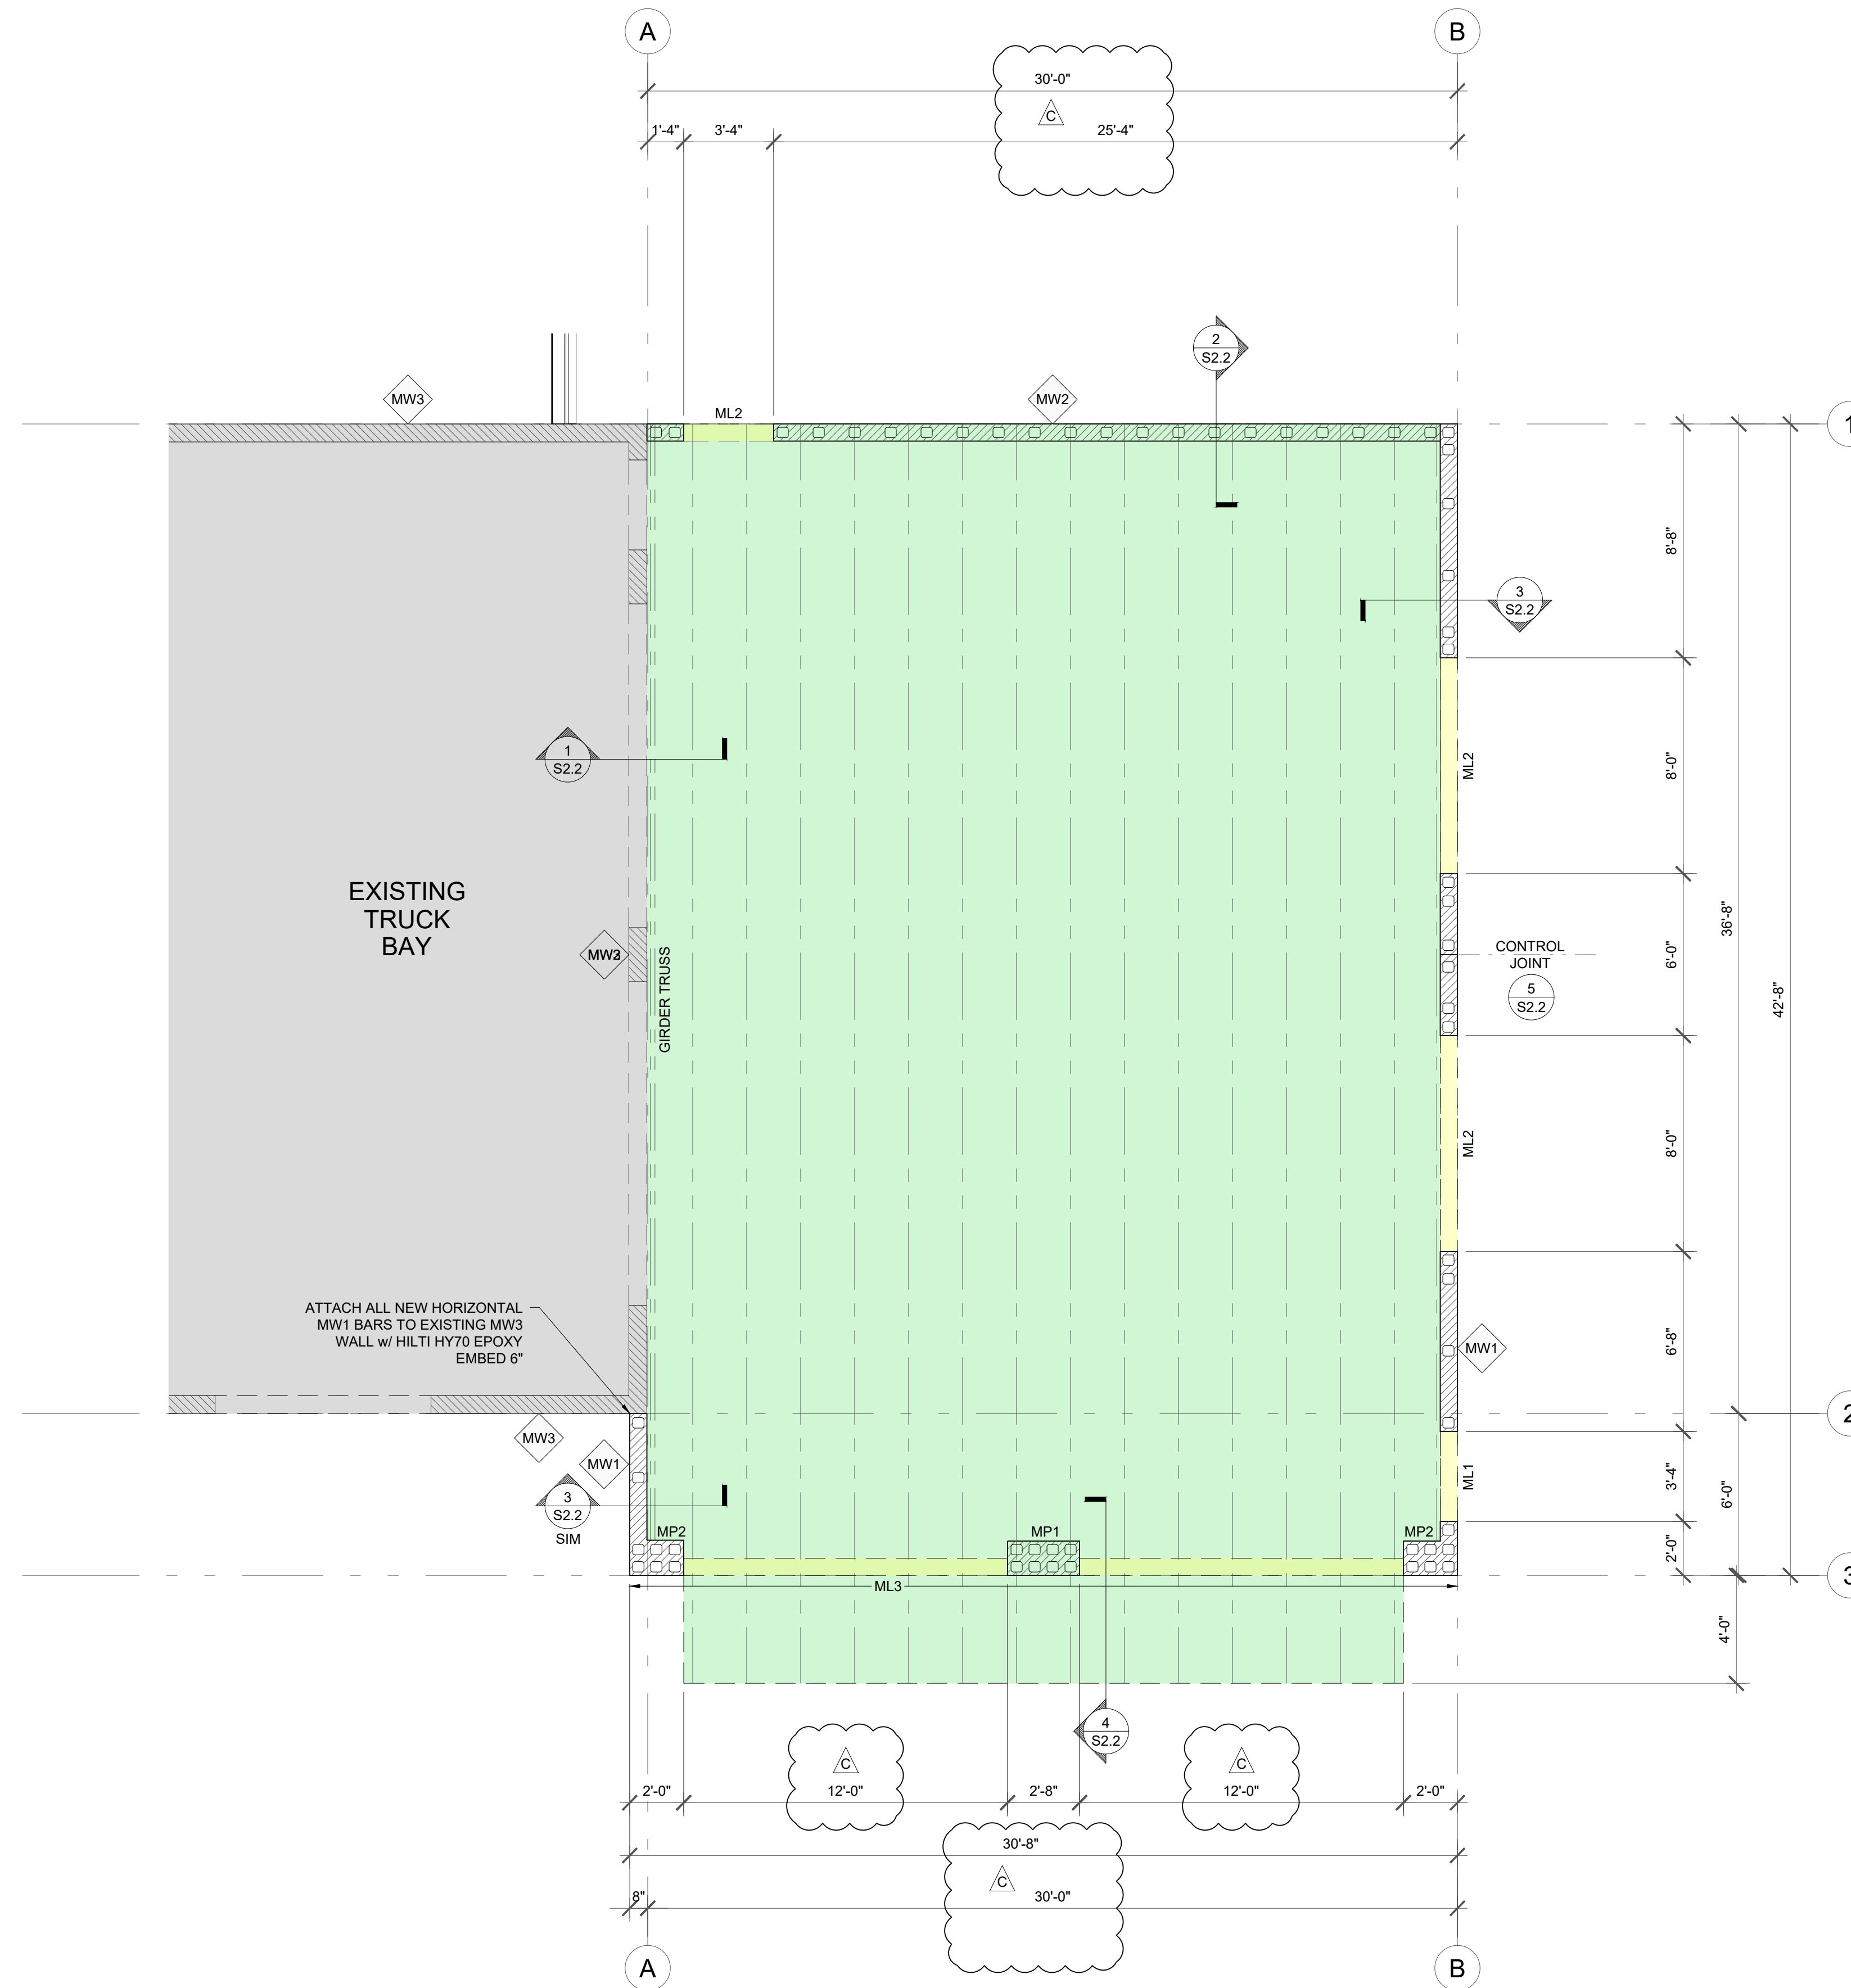 A
B
30'-0"
C
1'-4"
3'-4"
25'-4"
2
S2.2
MW3
ML2
MW2
1
8'-8"
3
S2.2
1
S2.2
ML2
8'-0"
EXISTING
TRUCK
BAY
GIRDER TRUSS
CONTROL
JOINT
5
S2.2
6'-0"
36'-8"
42'-8"
ML2
8'-0"
ATTACH ALL NEW HORIZONTAL
MW1 BARS TO EXISTING MW3
WALL w/ HILTI HY70 EPOXY
EMBED 6"
MW1
6'-8"
2
MW3
MW1
3
S2.2
SIM
ML1
3'-4"
6'-0"
MP2
MP1
MP2
2'-0"
ML3
3
4'-0"
4
S2.2
C
C
2'-0"
12'-0"
2'-8"
12'-0"
2'-0"
30'-8"
C
8"
30'-0"
A
B